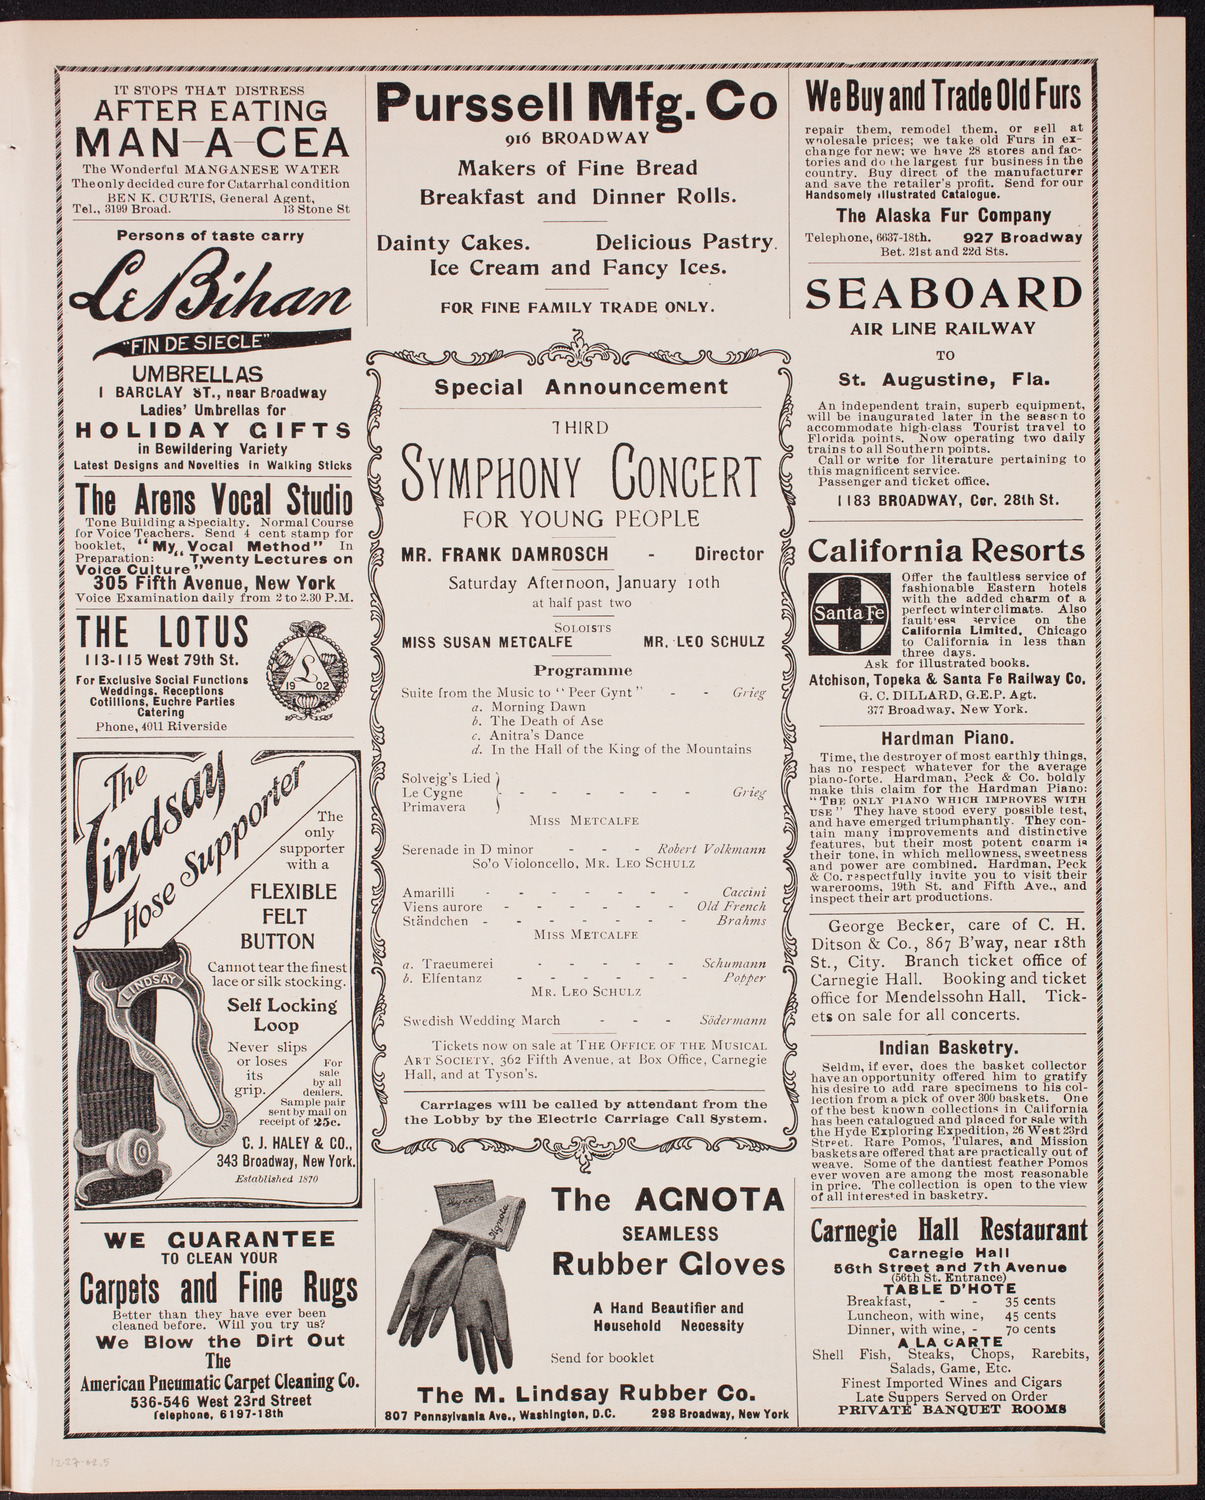 IT STOPS THAT DISTRESS
AFTER EATING
MAN-A-CEA
The Wonderful MANGANESE WATER
The only decided cure for Catarrhal condition
BEN K. CURTIS, General Agent,
Tel., 3199 Broad. 13 Stone St
Persons of taste carry
Le Bihan
"FIN DE SIECLE"
UMBRELLAS
1 BARCLAY ST., near Broadway
Ladies' Umbrellas for
HOLIDAY GIFTS
in Bewildering Variety
Latest Designs and Novelties in Walking Sticks
The Arens Vocal Studio
Tone Building a Specialty. Normal Course
for Voice Teachers. Send 4 cent stamp for
booklet, "My Vocal Method" In
Preparation: "Twenty Lectures on
Voice Culture"
305 Fifth Avenue, New York
Voice Examination daily from 2 to 2.30 P.M.
THE LOTUS
113-115 West 79th St.
For Exclusive Social Functions
Weddings, Receptions
Cotillions, Euchre Parties
Catering
Phone, 4011 Riverside
L
19 02
The
Lindsay
Hose Supporter
The
only
supporter
with a
FLEXIBLE
FELT
BUTTON
Cannot tear the finest
lace or silk stocking.
Self Locking
Loop
Never slips
or loses
its
grip.
For
sale
by all
dealers.
Sample pair
sent by mail on
receipt of 25c.
LINDSAY
C. J. HALEY & CO.,
343 Broadway, New York.
Established 1870
WE GUARANTEE
TO CLEAN YOUR
Carpets and Fine Rugs
Better than they have ever been
cleaned before. Will you try us?
We Blow the Dirt Out
The
American Pneumatic Carpet Cleaning Co.
536-546 West 23rd Street
Telephone, 6197-18th
Purssell Mfg. Co
916 BROADWAY
Makers of Fine Bread
Breakfast and Dinner Rolls.
Dainty Cakes. Delicious Pastry.
Ice Cream and Fancy Ices.
FOR FINE FAMILY TRADE ONLY.
Special Announcement
THIRD
SYMPHONY CONCERT
FOR YOUNG PEOPLE
MR. FRANK DAMROSCH - Director
Saturday Afternoon, January 10th
at half past two
SOLOISTS
MISS SUSAN METCALFE MR. LEO SCHULZ
Programme
Suite from the Music to "Peer Gynt" - - Grieg
a. Morning Dawn
b. The Death of Ase
c. Anitra's Dance
d. In the Hall of the King of the Mountains
Solvejg's Lied
Le Cygne - - - - - - Grieg
Primavera
MISS METCALFE
Serenade in D minor - - - Robert Volkmann
So'o Violoncello, MR. LEO SCHULZ
Amarilli - - - - - - - Caccini
Viens aurore - - - - - - Old French
Ständchen - - - - - - - Brahms
MISS METCALFE
a. Traeumerei - - - - - Schumann
b. Elfentanz - - - - - - Popper
MR. LEO SCHULZ
Swedish Wedding March - - - Södermann
Tickets now on sale at THE OFFICE OF THE MUSICAL
ART SOCIETY, 362 Fifth Avenue, at Box Office, Carnegie
Hall, and at Tyson's.
Carriages will be called by attendant from the
the Lobby by the Electric Carriage Call System.
Agnota
The AGNOTA
SEAMLESS
Rubber Gloves
A Hand Beautifier and
Household Necessity
Send for booklet
The M. Lindsay Rubber Co.
807 Pennsylvania Ave., Washington, D.C. 298 Broadway, New York
We Buy and Trade Old Furs
repair them, remodel them, or sell at
wholesale prices; we take old Furs in ex-
change for new; we have 28 stores and fac-
tories and do the largest fur business in the
country. Buy direct of the manufacturer
and save the retailer's profit. Send for our
Handsomely illustrated Catalogue.
The Alaska Fur Company
Telephone, 6637-18th. 927 Broadway
Bet. 21st and 22d Sts.
SEABOARD
AIR LINE RAILWAY
TO
St. Augustine, Fla.
An independent train, superb equipment,
will be inaugurated later in the season to
accommodate high-class Tourist travel to
Florida points. Now operating two daily
trains to all Southern points.
Call or write for literature pertaining to
this magnificent service.
Passenger and ticket office,
1183 BROADWAY, Cor. 28th St.
California Resorts
Santa Fe
Offer the faultless service of
fashionable Eastern hotels
with the added charm of a
perfect winter climate. Also
faultless service on the
California Limited, Chicago
to California in less than
three days.
Ask for illustrated books.
Atchison, Topeka & Santa Fe Railway Co.
G. C. DILLARD, G.E.P. Agt.
377 Broadway, New York.
Hardman Piano.
Time, the destroyer of most earthly things,
has no respect whatever for the average
piano-forte. Hardman, Peck & Co. boldly
make this claim for the Hardman Piano:
"THE ONLY PIANO WHICH IMPROVES WITH
USE" They have stood every possible test,
and have emerged triumphantly. They con-
tain many improvements and distinctive
features, but their most potent charm is
their tone, in which mellowness, sweetness
and power are combined. Hardman, Peck
& Co. respectfully invite you to visit their
warerooms, 19th St. and Fifth Ave., and
inspect their art productions.
George Becker, care of C. H.
Ditson & Co., 867 B'way, near 18th
St., City. Branch ticket office of
Carnegie Hall. Booking and ticket
office for Mendelssohn Hall. Tick-
ets on sale for all concerts.
Indian Basketry.
Seldm, if ever, does the basket collector
have an opportunity offered him to gratify
his desire to add rare specimens to his col-
lection from a pick of over 300 baskets. One
of the best known collections in California
has been catalogued and placed for sale with
the Hyde Exploring Expedition, 26 West 23rd
Street. Rare Pomos, Tulares, and Mission
baskets are offered that are practically out of
weave. Some of the dantiest feather Pomos
ever woven are among the most reasonable
in price. The collection is open to the view
of all interested in basketry.
Carnegie Hall Restaurant
Carnegie Hall
56th Street and 7th Avenue
(56th St. Entrance)
TABLE D'HOTE
Breakfast, - - 35 cents
Luncheon, with wine, 45 cents
Dinner, with wine, - 70 cents
A LA CARTE
Shell Fish, Steaks, Chops, Rarebits,
Salads, Game, Etc.
Finest Imported Wines and Cigars
Late Suppers Served on Order
PRIVATE BANQUET ROOMS
12-27-02.5